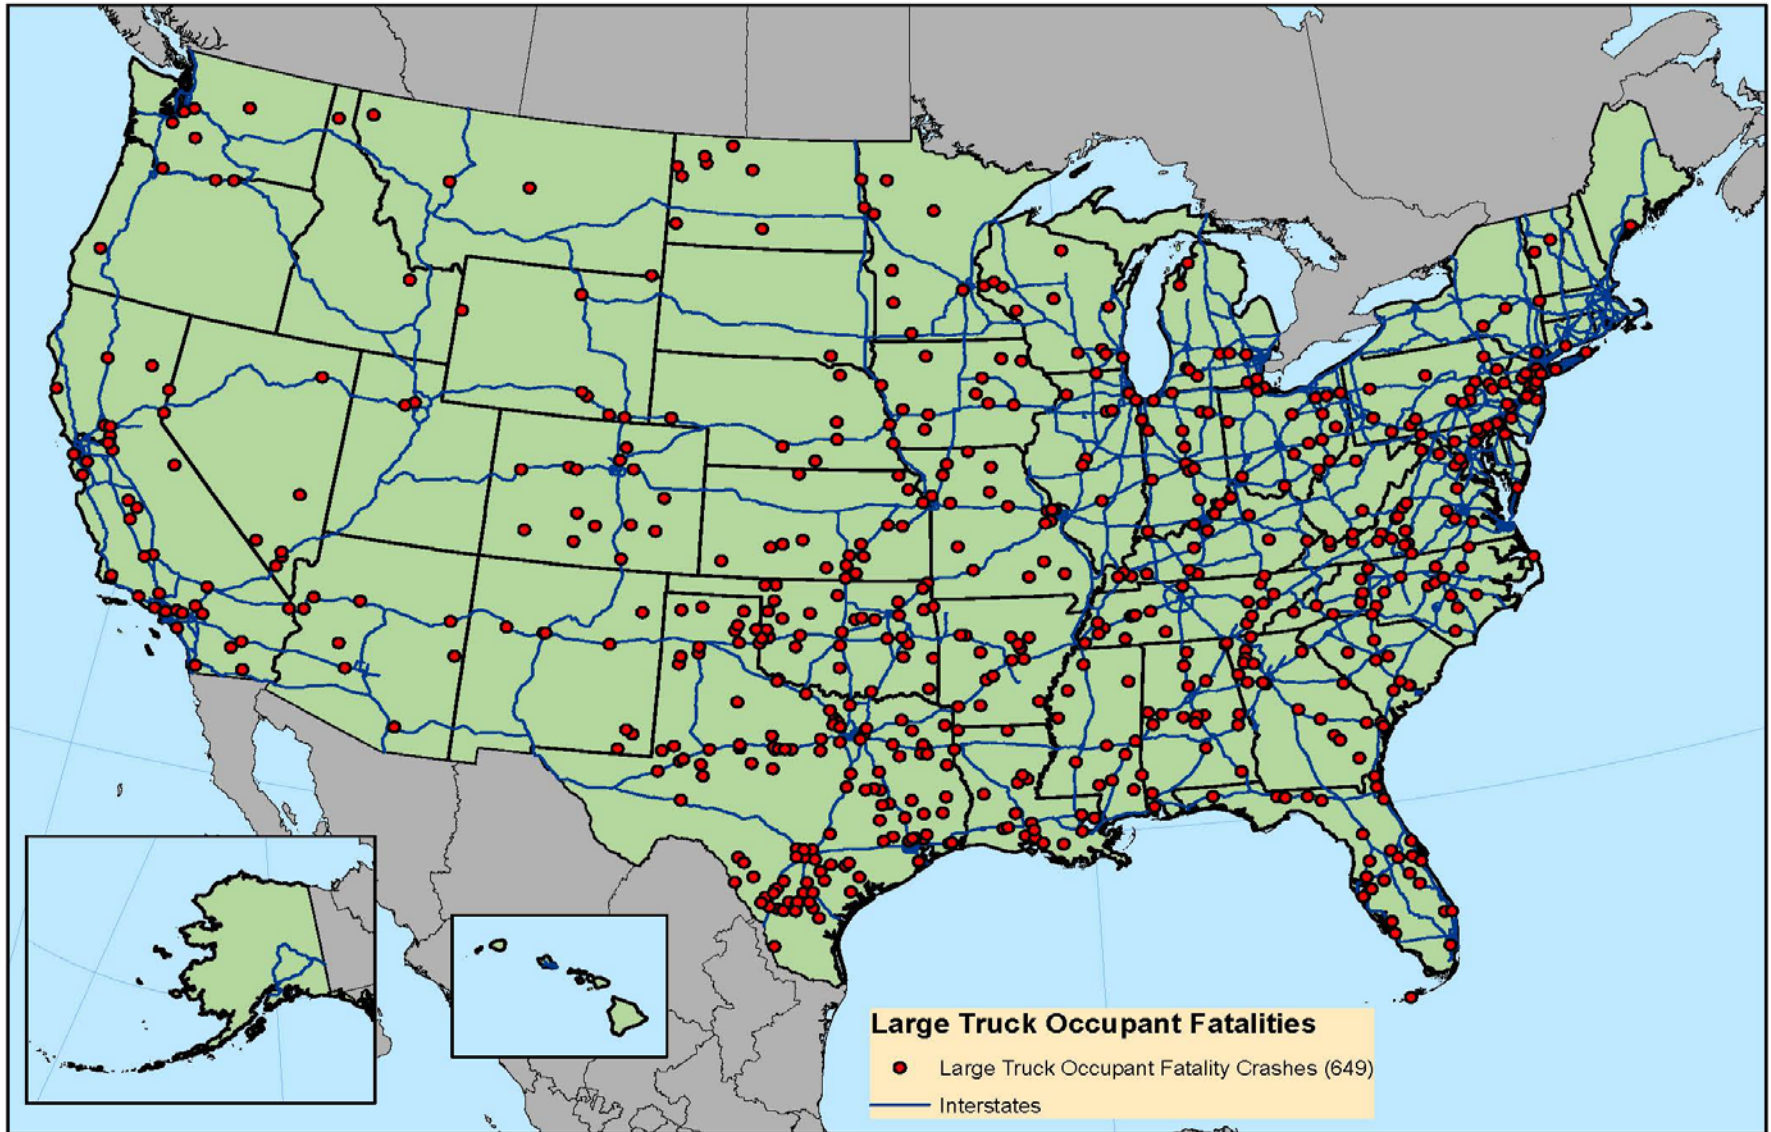 Large Truck Occupant Fatalities
Large Truck Occupant Fatality Crashes (649)
Interstates